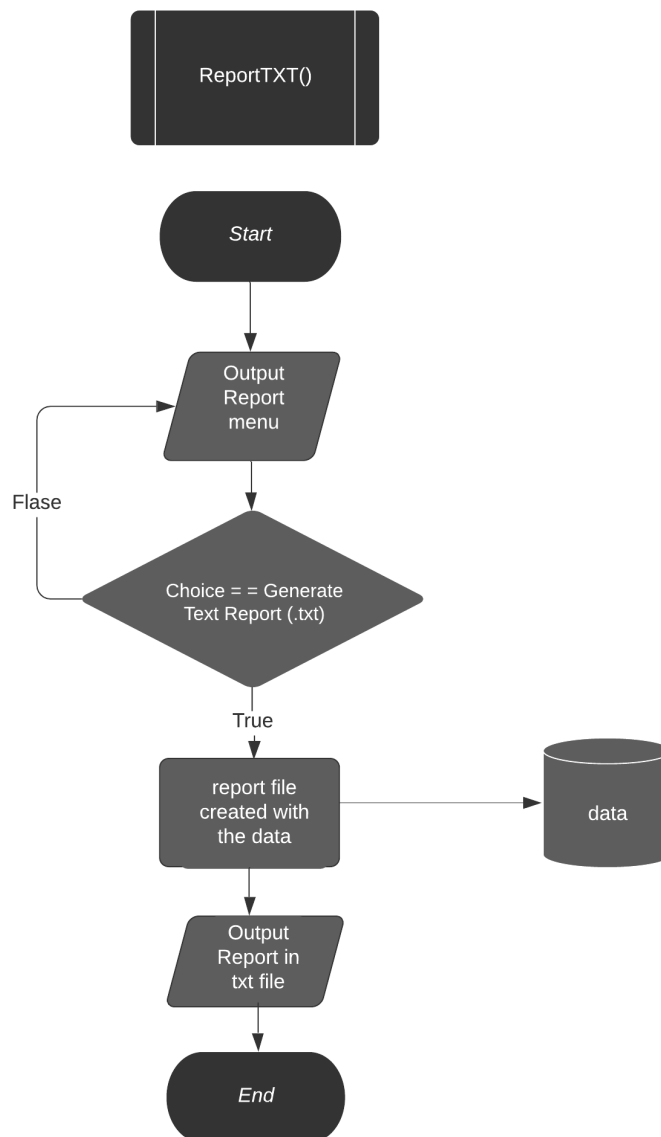 ReportTXT()
Start
Output
Report
menu
Flase
Choice = = Generate
Text Report (.txt)
True
report file
created with
the data
data
Output
Report in
txt file
End